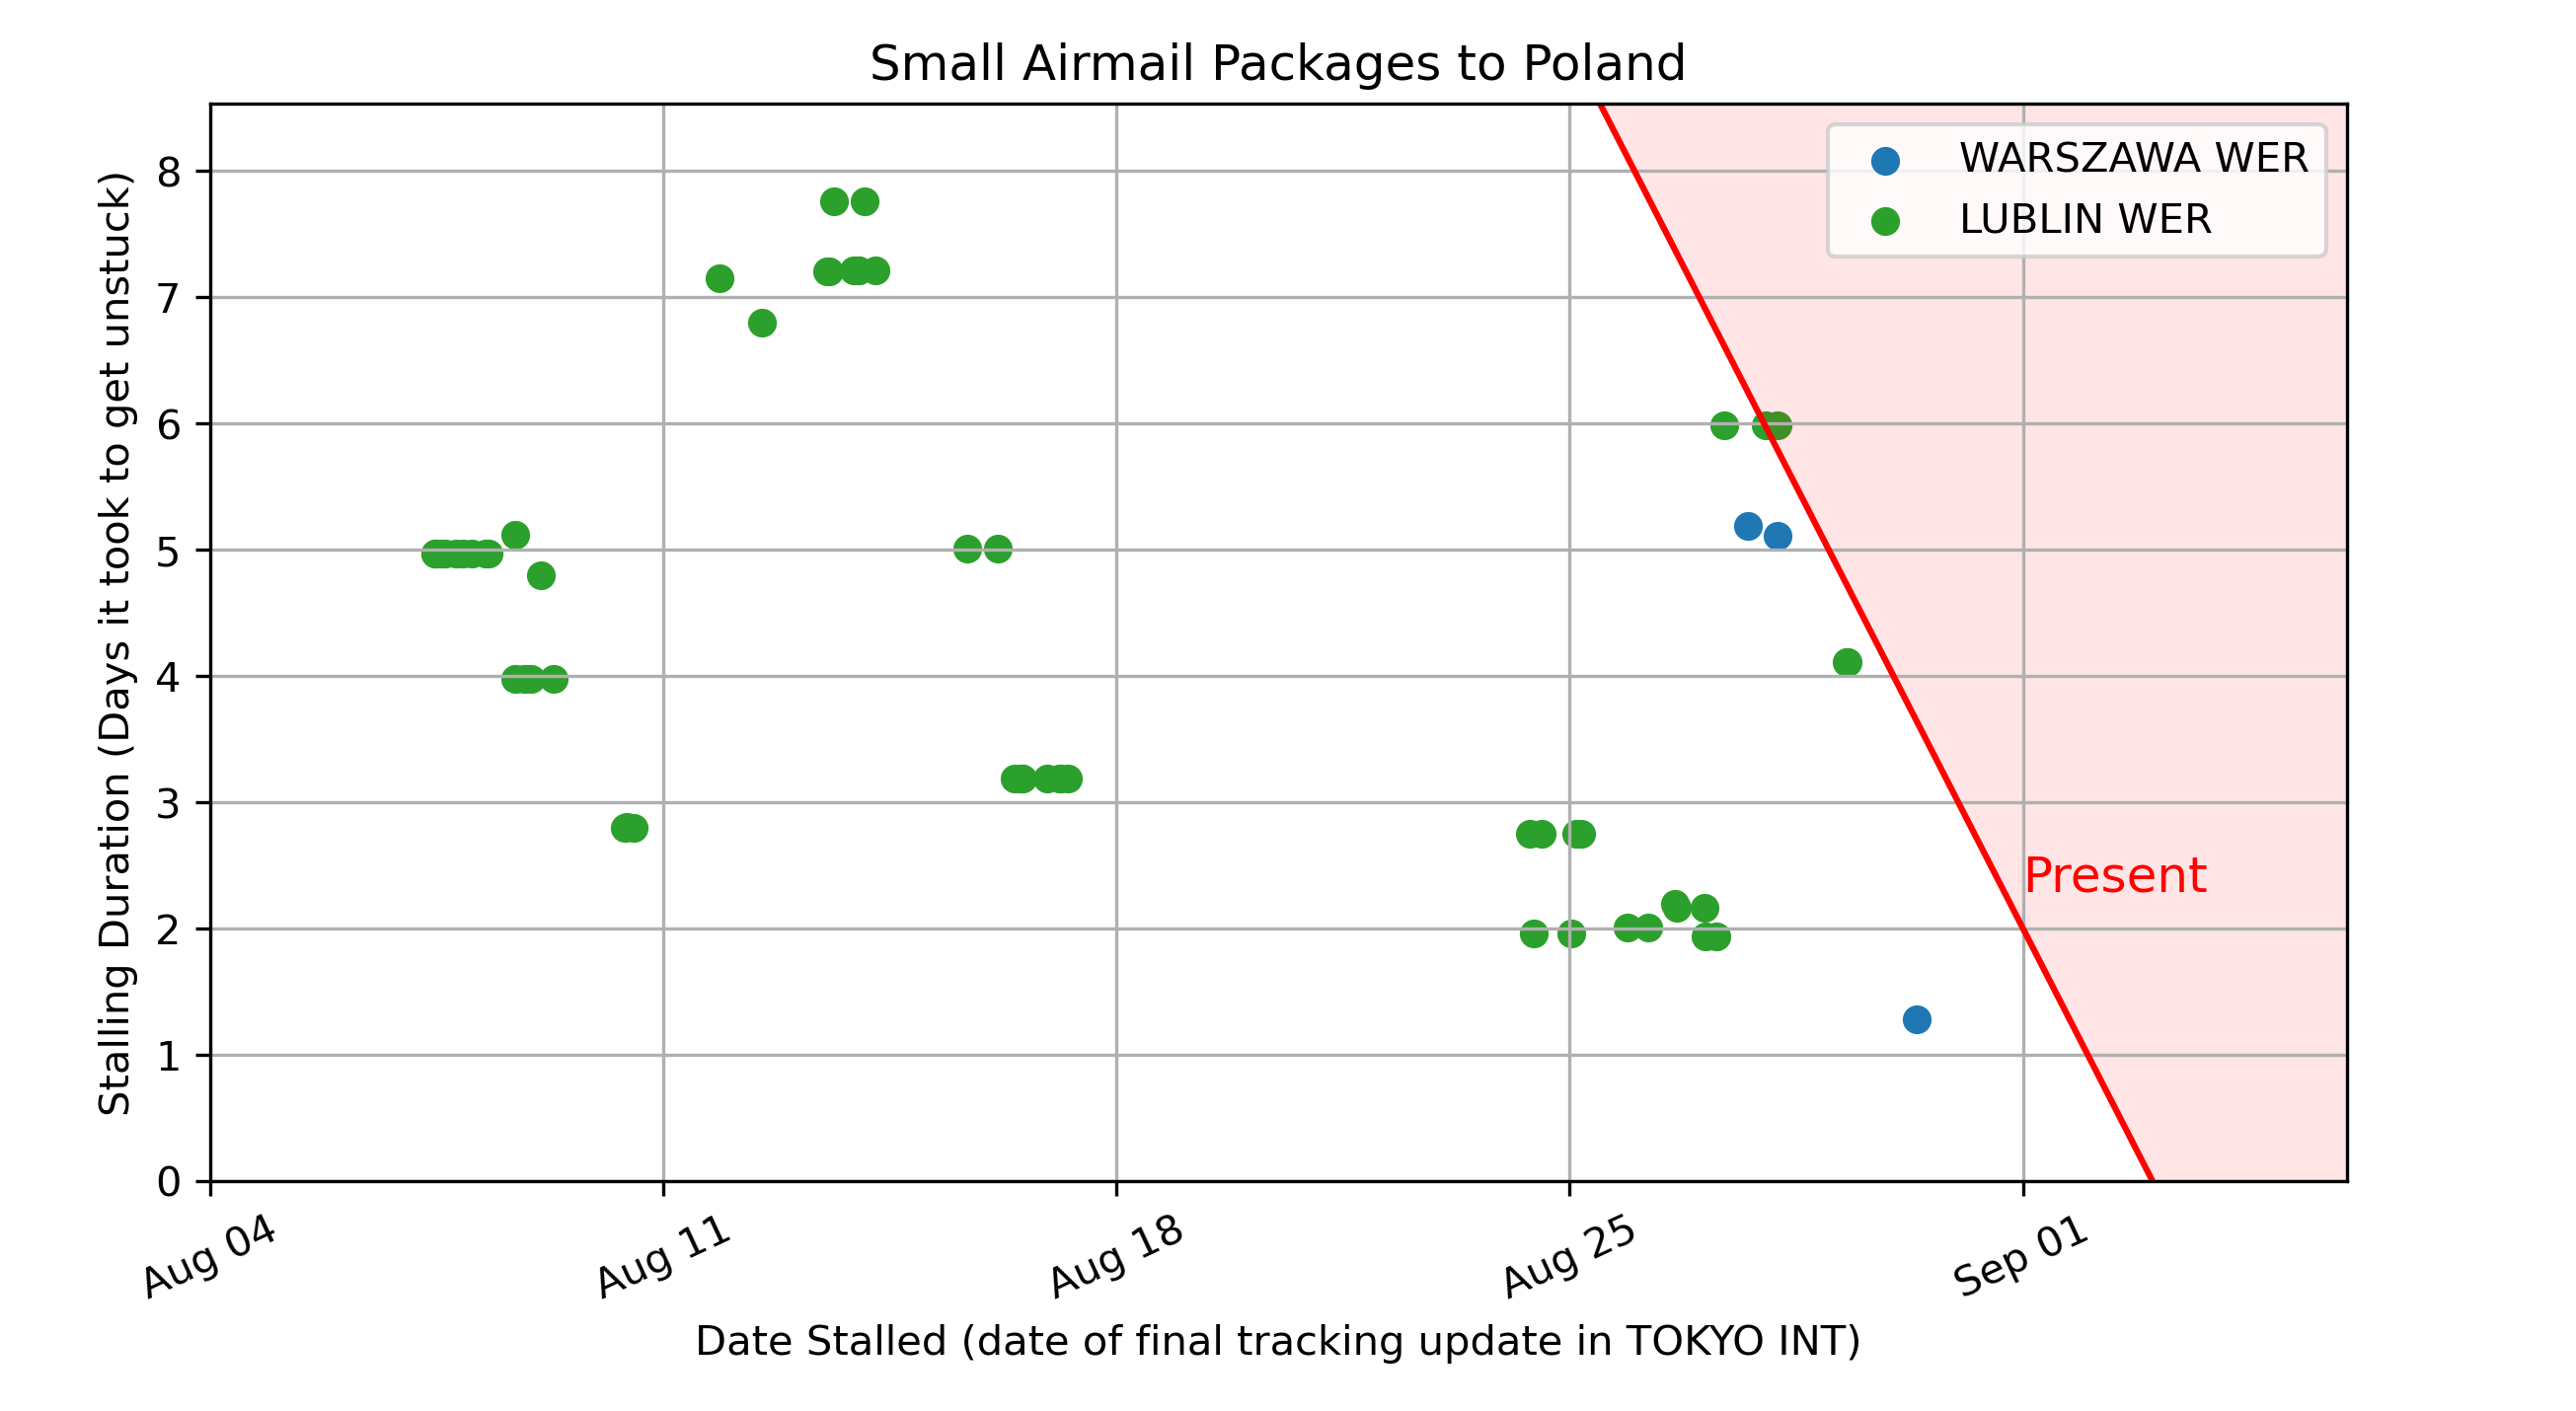 Small Airmail Packages to Poland
WARSZAWA WER
LUBLIN WER
Stalling Duration (Days it took to get unstuck)
8
7
6
5
4
3
2
1
0
Present
Aug 04
Aug 11
Aug 18
Aug 25
Sep 01
Date Stalled (date of final tracking update in TOKYO INT)